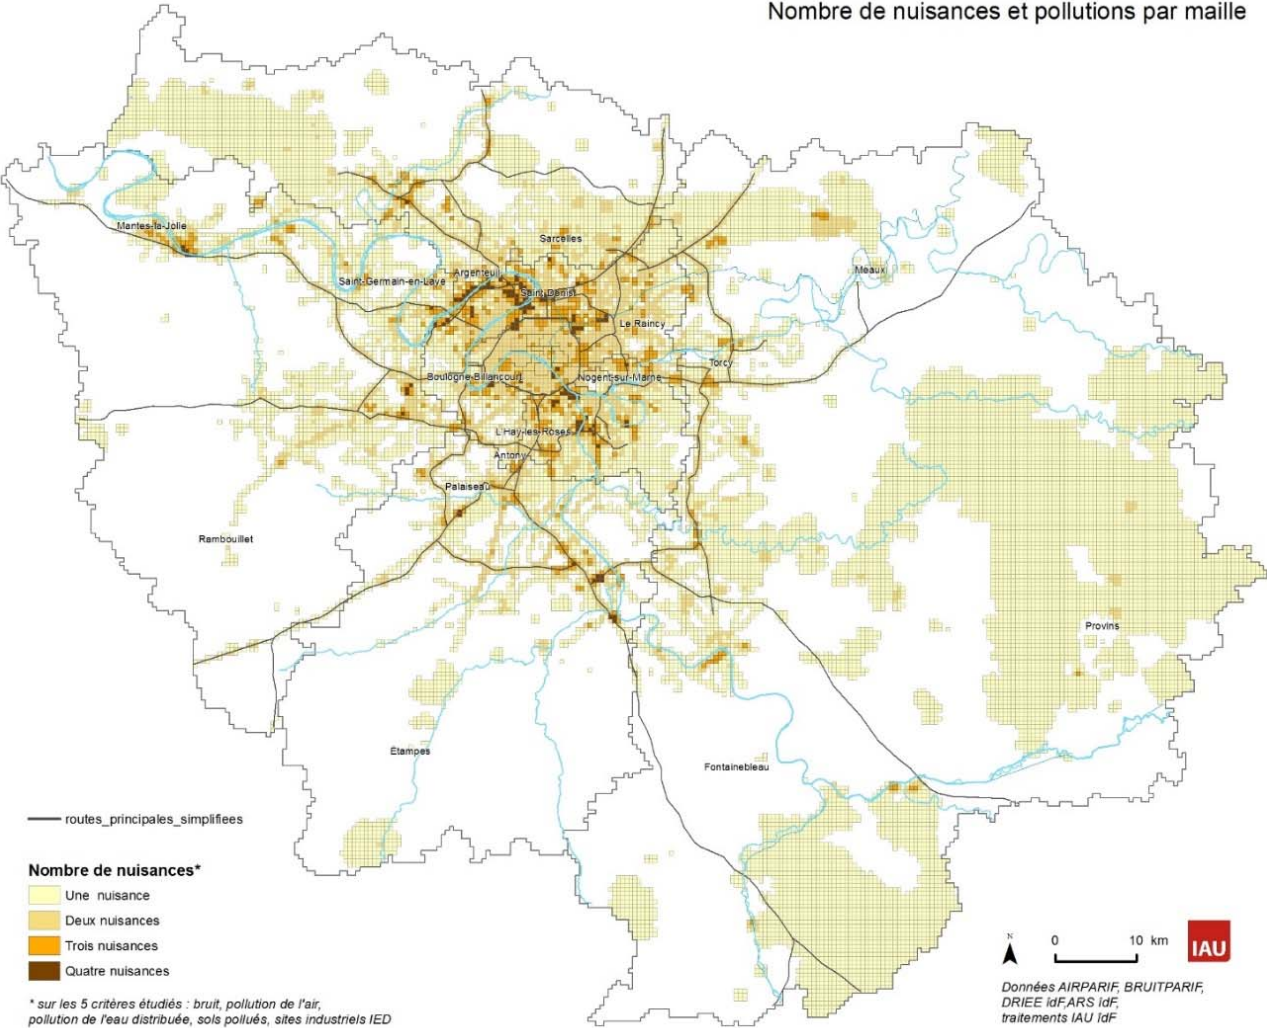 Nombre de nuisances et pollutions par maille
Mantes-la-Jolie
Sarcelles
Saint-Germain-en-Laye
Argenteuil
Saint-Denis
Meaux
Le Raincy
Torcy
Boulogne-Billancourt
Nogent-sur-Marne
L'Hay-les-Roses
Antony
Palaiseau
Rambouillet
Provins
Étampes
Fontainebleau
routes_principales_simplifiees
Nombre de nuisances*
Une nuisance
Deux nuisances
Trois nuisances
Quatre nuisances
* sur les 5 critères étudiés : bruit, pollution de l'air,
pollution de l'eau distribuée, sols pollués, sites industriels IED
N
0 10 km
IAU
Données AIRPARIF, BRUITPARIF,
DRIEE îdF,ARS îdF,
traitements IAU îdF